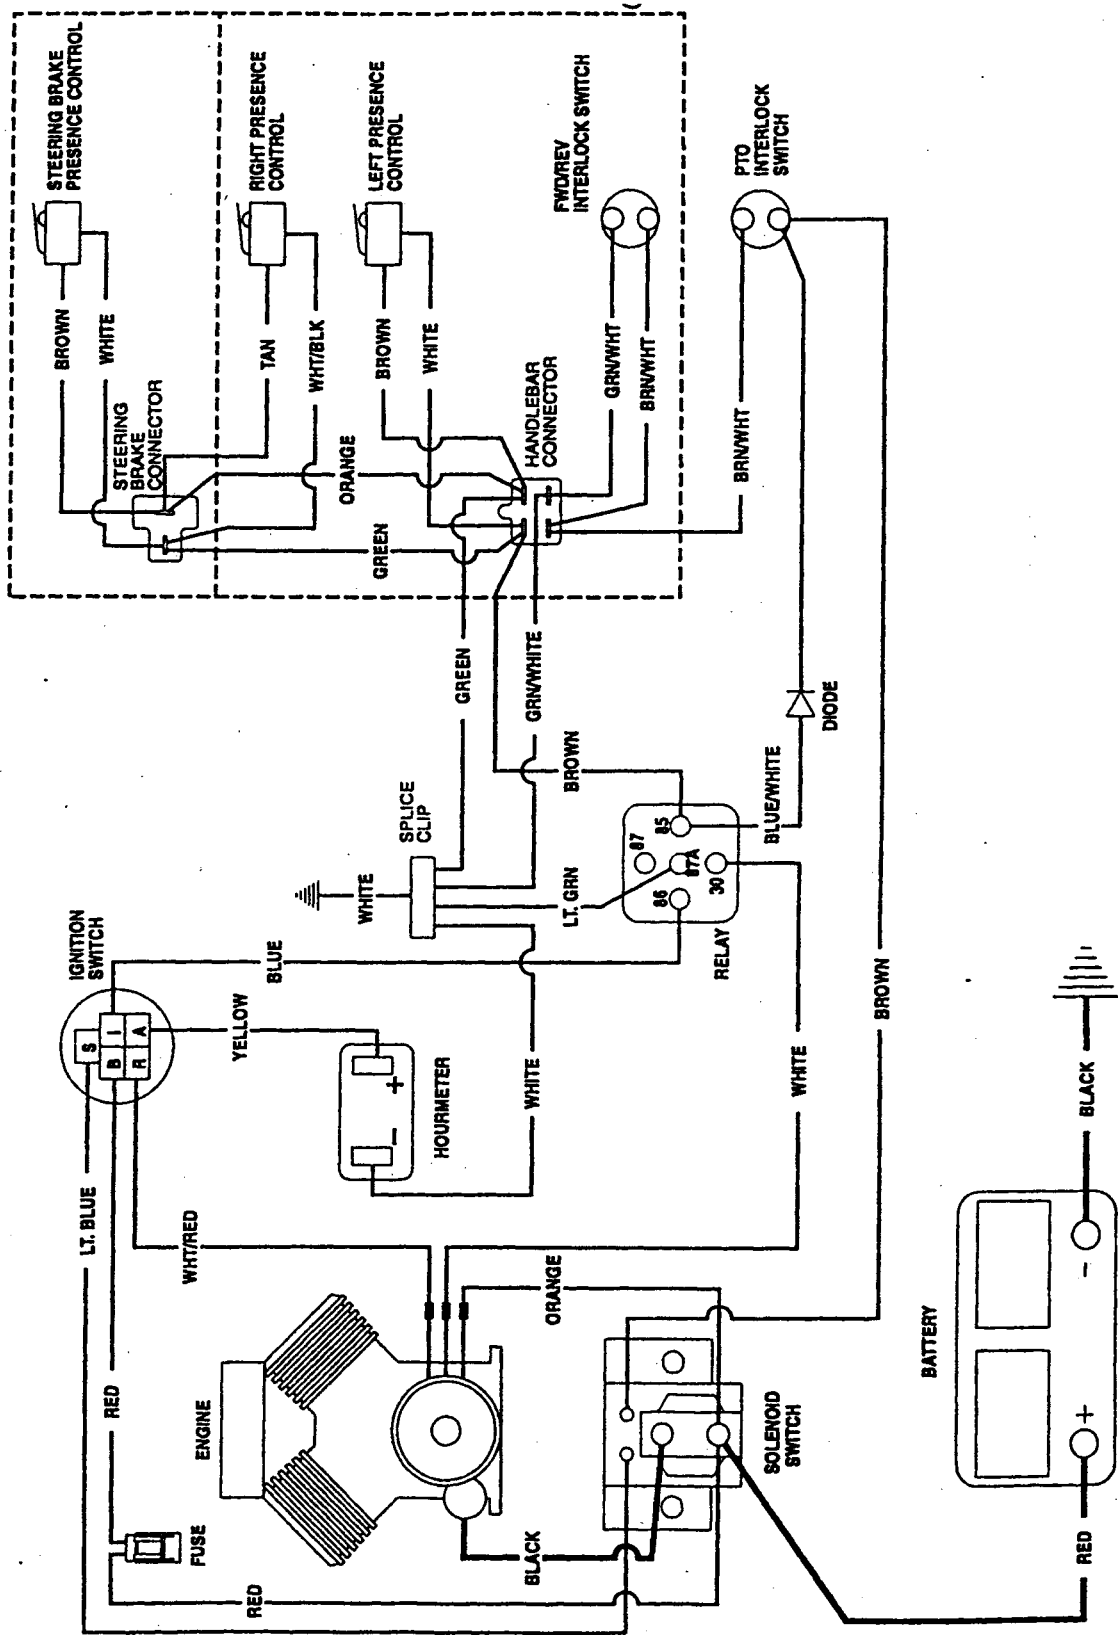 STEERING BRAKE
PRESENCE CONTROL
RIGHT PRESENCE
CONTROL
LEFT PRESENCE
CONTROL
FWD/REV
INTERLOCK SWITCH
PTO
INTERLOCK
SWITCH
BROWN
WHITE
TAN
WHT/BLK
BROWN
WHITE
GRN/WHT
BRN/WHT
BRN/WHT
STEERING
BRAKE
CONNECTOR
ORANGE
GREEN
HANDLEBAR
CONNECTOR
GREEN
GRN/WHITE
BROWN
BLUE/WHITE
DIODE
SPLICE
CLIP
WHITE
LT. GRN
87
85
87A
86
30
RELAY
IGNITION
SWITCH
S
B
I
R
A
BLUE
YELLOW
+
-
HOURMETER
WHITE
WHITE
BROWN
LT. BLUE
WHT/RED
RED
ORANGE
ENGINE
FUSE
RED
BLACK
SOLENOID
SWITCH
BATTERY
+
-
RED
BLACK